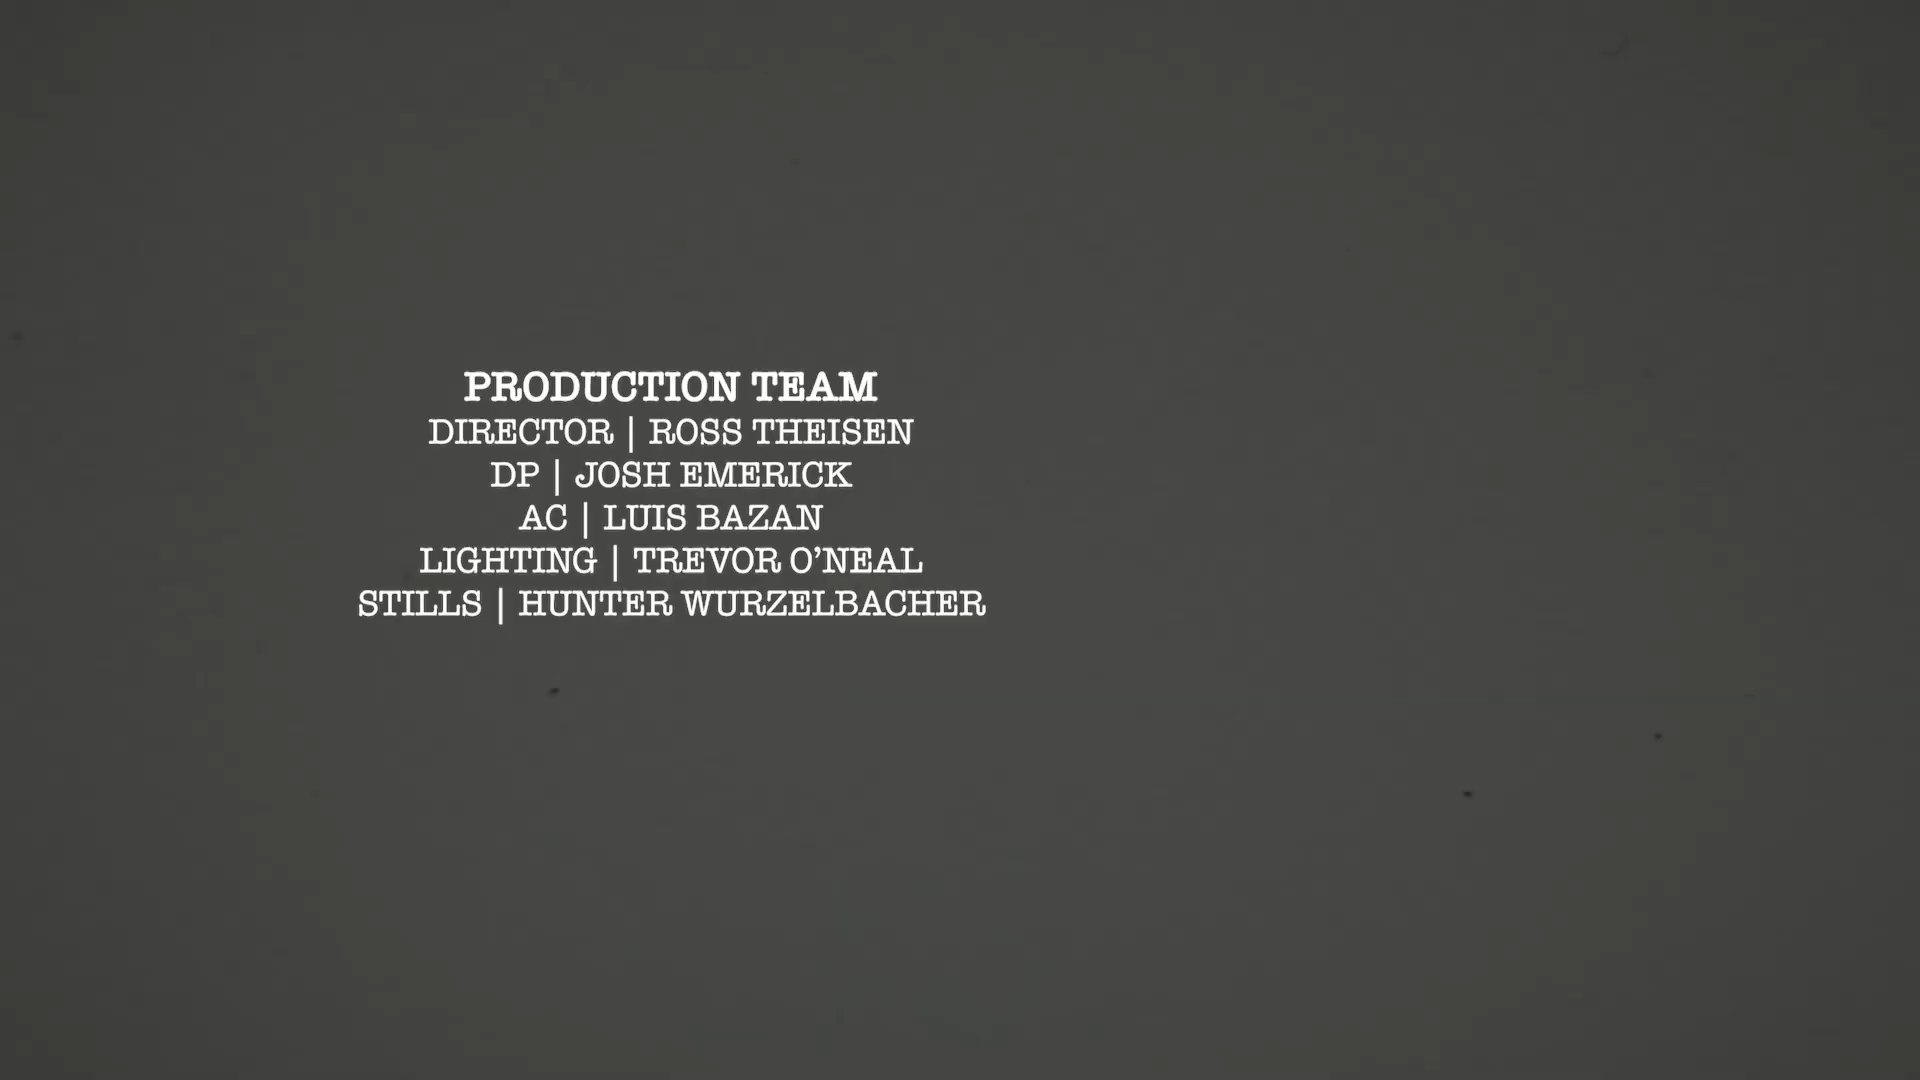 PRODUCTION TEAM
DIRECTOR | ROSS THEISEN
DP | JOSH EMERICK
AC | LUIS BAZAN
LIGHTING | TREVOR O’NEAL
STILLS | HUNTER WURZELBACHER